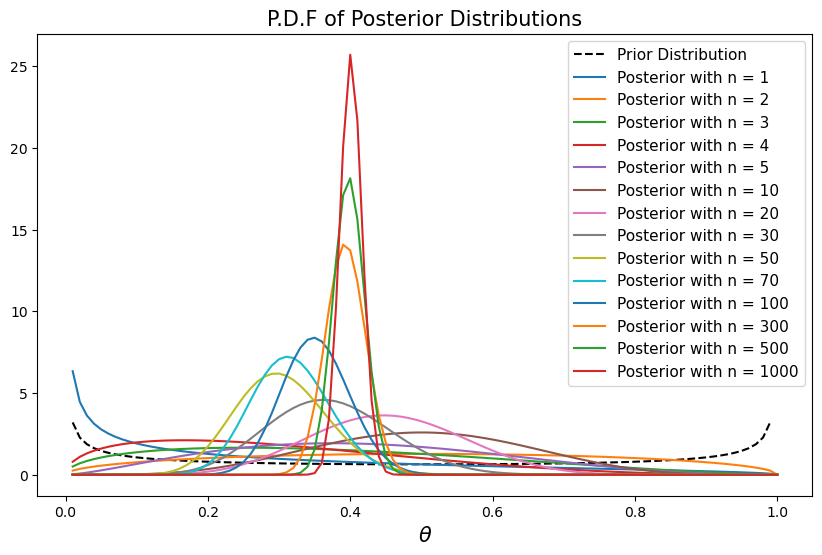 P.D.F of Posterior Distributions
Prior Distribution
Posterior with n = 1
Posterior with n = 2
Posterior with n = 3
Posterior with n = 4
Posterior with n = 5
Posterior with n = 10
Posterior with n = 20
Posterior with n = 30
Posterior with n = 50
Posterior with n = 70
Posterior with n = 100
Posterior with n = 300
Posterior with n = 500
Posterior with n = 1000
25
20
15
10
5
0
0.0 0.2 0.4 0.6 0.8 1.0
θ